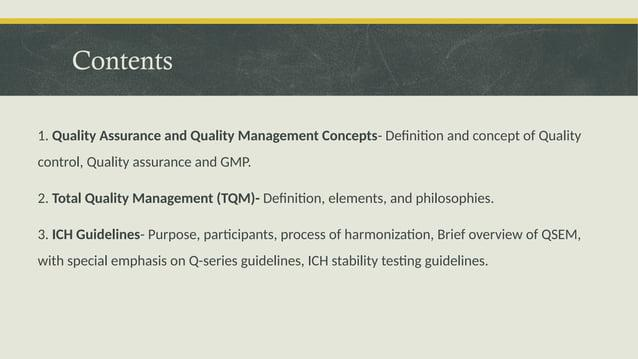 Contents
1. Quality Assurance and Quality Management Concepts- Definition and concept of Quality
control, Quality assurance and GMP.
2. Total Quality Management (TQM)- Definition, elements, and philosophies.
3. ICH Guidelines- Purpose, participants, process of harmonization, Brief overview of QSEM,
with special emphasis on Q-series guidelines, ICH stability testing guidelines.